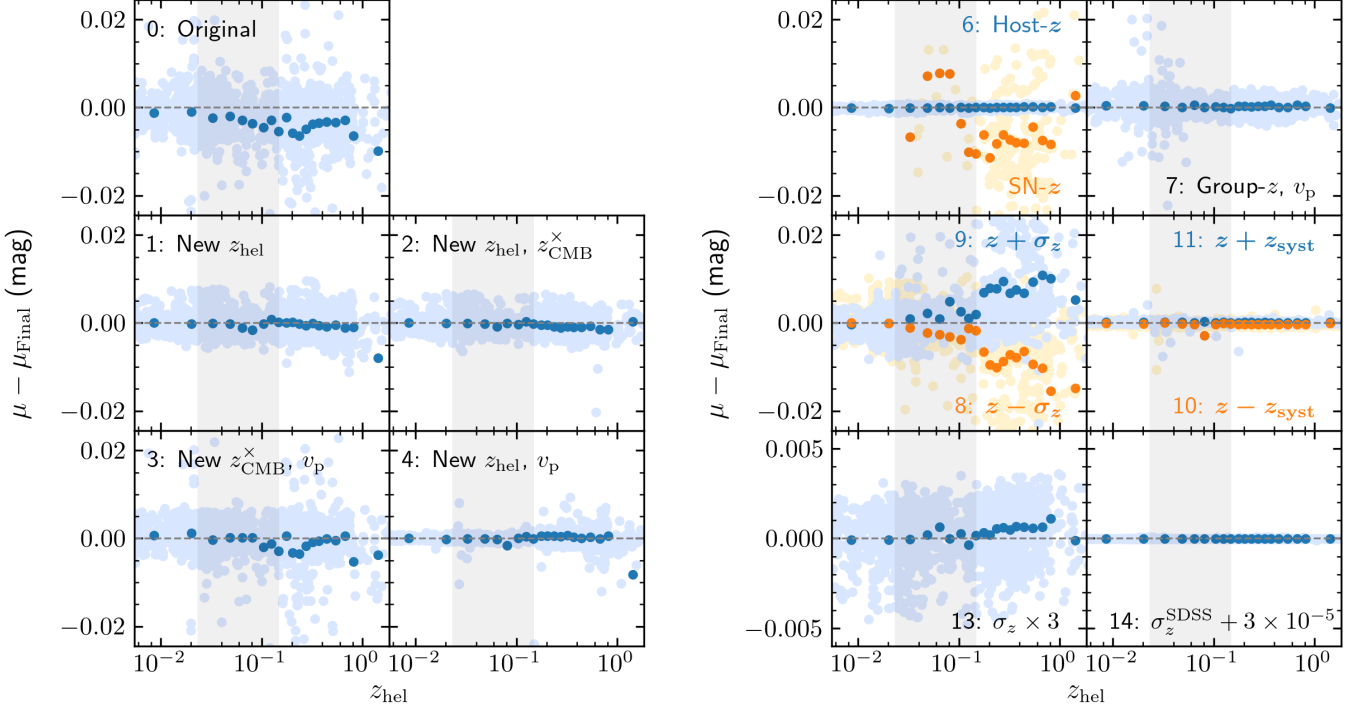 0: Original
0.02
0.00
−0.02
1: New z_hel
2: New z_hel, z^×_CMB
0.02
0.00
−0.02
μ − μ_Final (mag)
3: New z^×_CMB, v_p
4: New z_hel, v_p
0.02
0.00
−0.02
10^−2 10^−1 10^0 10^−2 10^−1 10^0
z_hel
6: Host-z
SN-z
7: Group-z, v_p
0.02
0.00
−0.02
9: z + σ_z
8: z − σ_z
11: z + z_syst
10: z − z_syst
0.02
0.00
−0.02
μ − μ_Final (mag)
13: σ_z × 3
14: σ_z^SDSS + 3 × 10^−5
0.005
0.000
−0.005
10^−2 10^−1 10^0 10^−2 10^−1 10^0
z_hel